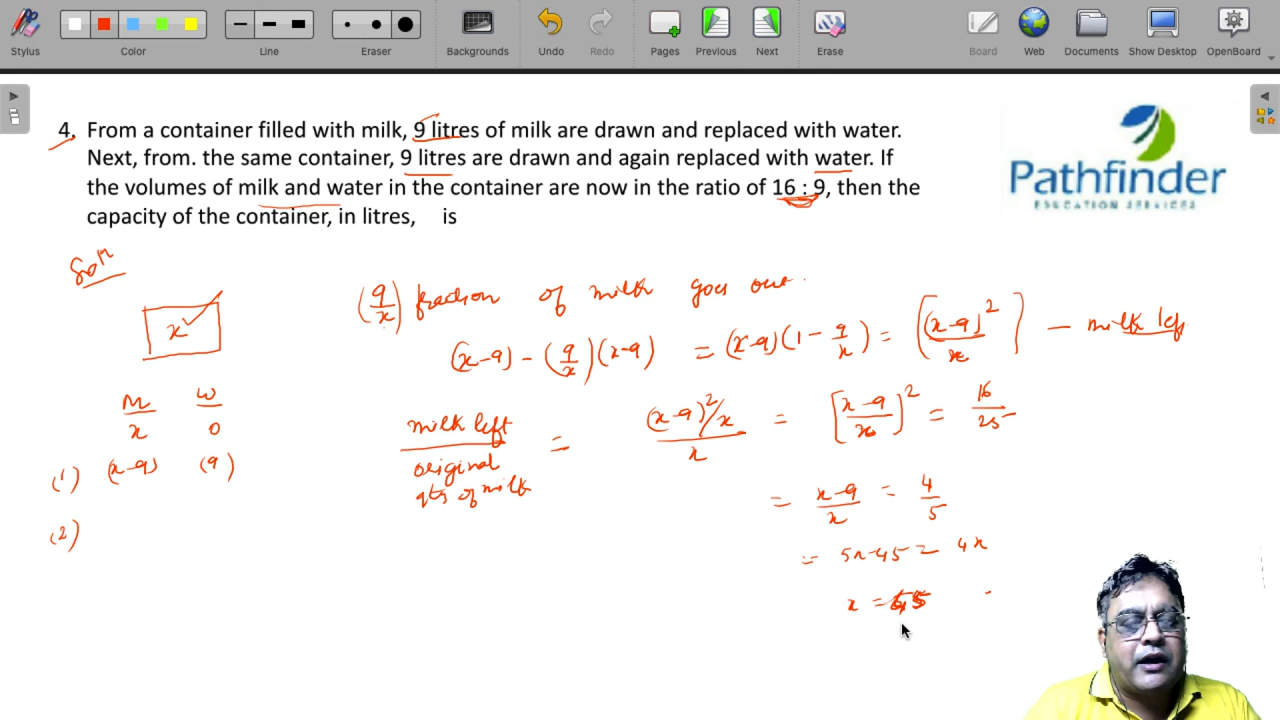 Stylus Color Line Eraser Backgrounds Undo Redo Pages Previous Next Erase Board Web Documents Show Desktop OpenBoard
4. From a container filled with milk, 9 litres of milk are drawn and replaced with water.
Next, from. the same container, 9 litres are drawn and again replaced with water. If
the volumes of milk and water in the container are now in the ratio of 16 : 9, then the
capacity of the container, in litres, is
Pathfinder
EDUCATION SERVICES
Solⁿ
x
(9/x) fraction of milk goes out.
(x-9) - (9/x)(x-9) = (x-9)(1 - 9/x) = [(x-9)²/x] — milk left
M W
x 0
(1) (x-9) (9)
(2)
milk left / original qty of milk = (x-9)²/x / x = [x-9/x]² = 16/25
= x-9/x = 4/5
= 5x-45 = 4x
x = 45